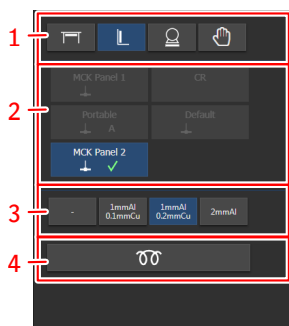 1
2
MCK Panel 1
CR
Portable
A
Default
MCK Panel 2
3
-
1mmAl
0.1mmCu
1mmAl
0.2mmCu
2mmAl
4